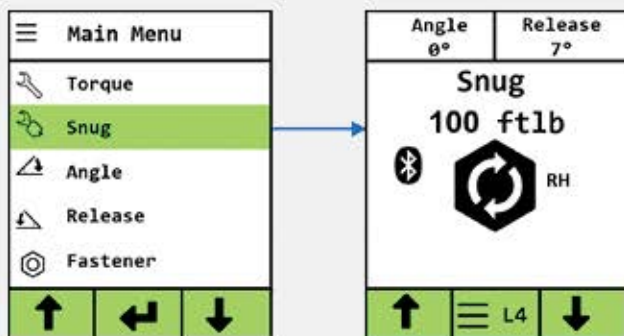 Main Menu
Torque
Snug
Angle
Release
Fastener
Angle
0°
Release
7°
Snug
100 ftlb
RH
L4